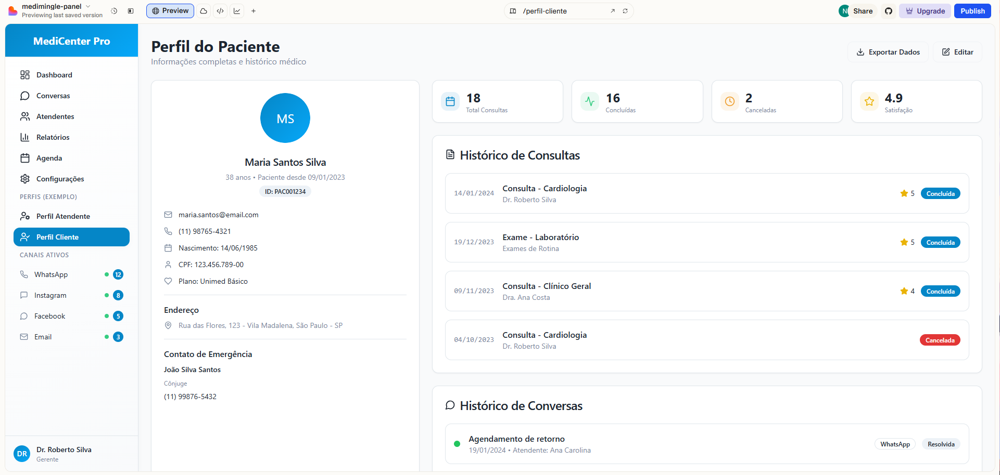 medimingle-panel
Previewing last saved version
Preview
/perfil-cliente
N
Share
Upgrade
Publish
MediCenter Pro
Dashboard
Conversas
Atendentes
Relatórios
Agenda
Configurações
PERFIS (EXEMPLO)
Perfil Atendente
Perfil Cliente
CANAIS ATIVOS
WhatsApp 12
Instagram 8
Facebook 5
Email 3
DR
Dr. Roberto Silva
Gerente
Perfil do Paciente
Informações completas e histórico médico
Exportar Dados
Editar
MS
Maria Santos Silva
38 anos • Paciente desde 09/01/2023
ID: PAC001234
maria.santos@email.com
(11) 98765-4321
Nascimento: 14/06/1985
CPF: 123.456.789-00
Plano: Unimed Básico
Endereço
Rua das Flores, 123 - Vila Madalena, São Paulo - SP
Contato de Emergência
João Silva Santos
Cônjuge
(11) 99876-5432
18
Total Consultas
16
Concluídas
2
Canceladas
4.9
Satisfação
Histórico de Consultas
14/01/2024
Consulta - Cardiologia
Dr. Roberto Silva
5
Concluída
19/12/2023
Exame - Laboratório
Exames de Rotina
5
Concluída
09/11/2023
Consulta - Clínico Geral
Dra. Ana Costa
4
Concluída
04/10/2023
Consulta - Cardiologia
Dr. Roberto Silva
Cancelada
Histórico de Conversas
Agendamento de retorno
19/01/2024 • Atendente: Ana Carolina
WhatsApp
Resolvida